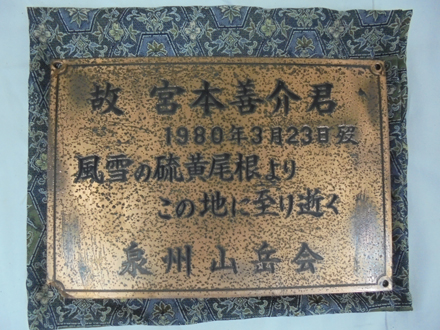 故 宮本善介君
1980年3月23日歿
風雪の硫黄尾根より
この地に至り逝く
泉州山岳会